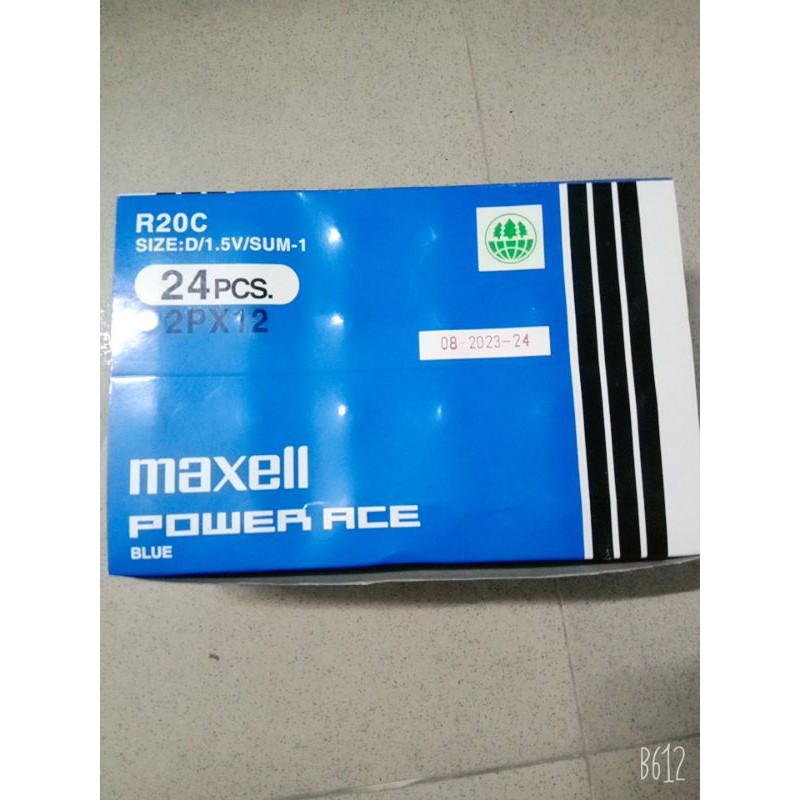 R20C
SIZE:D/1.5V/SUM-1
24PCS.
2PX12
08-2023-24
maxell
POWER ACE
BLUE
B612